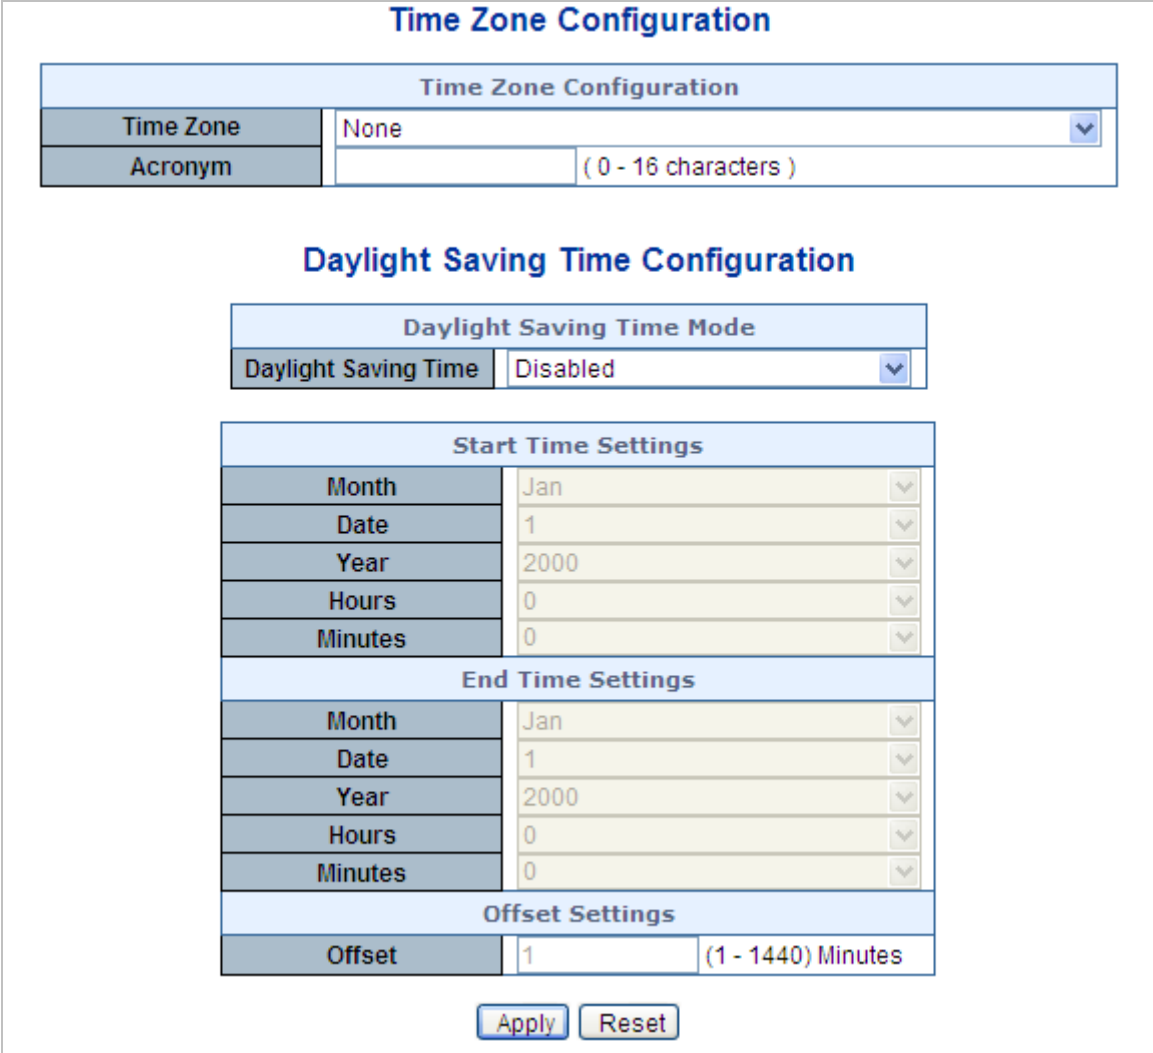 Time Zone Configuration
Time Zone Configuration
Time Zone None
Acronym ( 0 - 16 characters )
Daylight Saving Time Configuration
Daylight Saving Time Mode
Daylight Saving Time Disabled
Start Time Settings
Month Jan
Date 1
Year 2000
Hours 0
Minutes 0
End Time Settings
Month Jan
Date 1
Year 2000
Hours 0
Minutes 0
Offset Settings
Offset 1 (1 - 1440) Minutes
Apply Reset